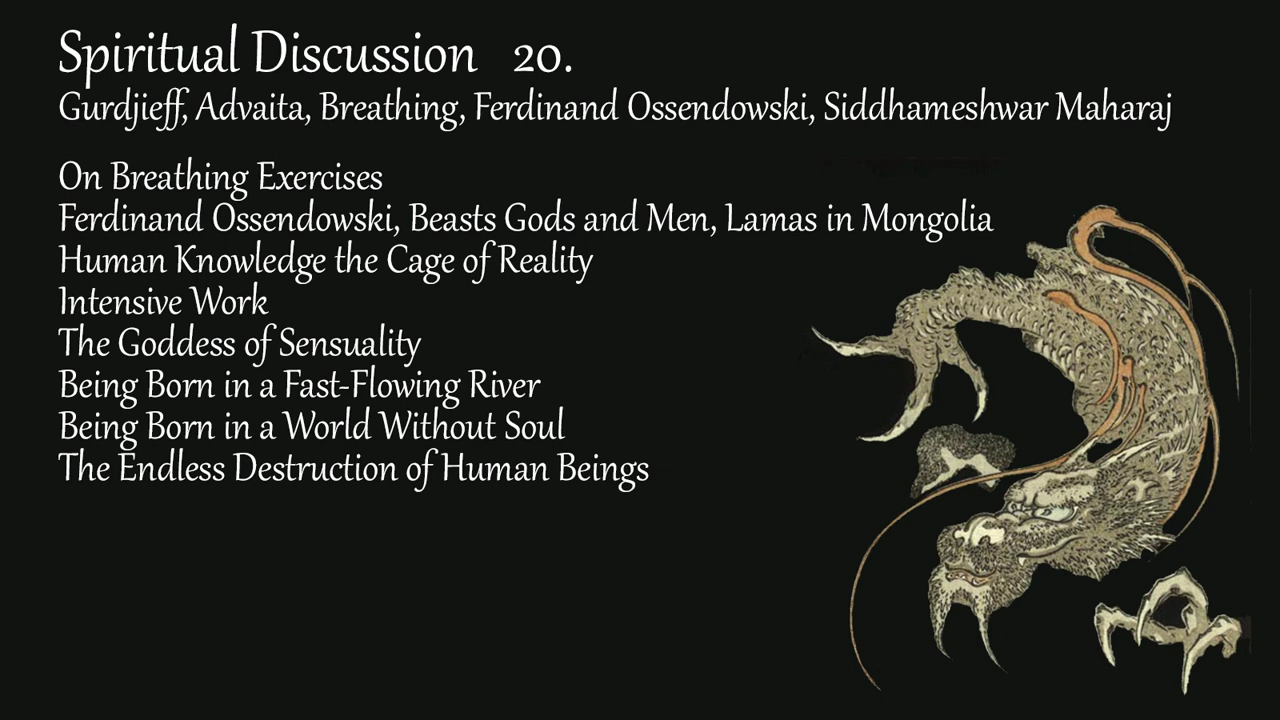 Spiritual Discussion 20.
Gurdjieff, Advaita, Breathing, Ferdinand Ossendowski, Siddhameshwar Maharaj
On Breathing Exercises
Ferdinand Ossendowski, Beasts Gods and Men, Lamas in Mongolia
Human Knowledge the Cage of Reality
Intensive Work
The Goddess of Sensuality
Being Born in a Fast-Flowing River
Being Born in a World Without Soul
The Endless Destruction of Human Beings